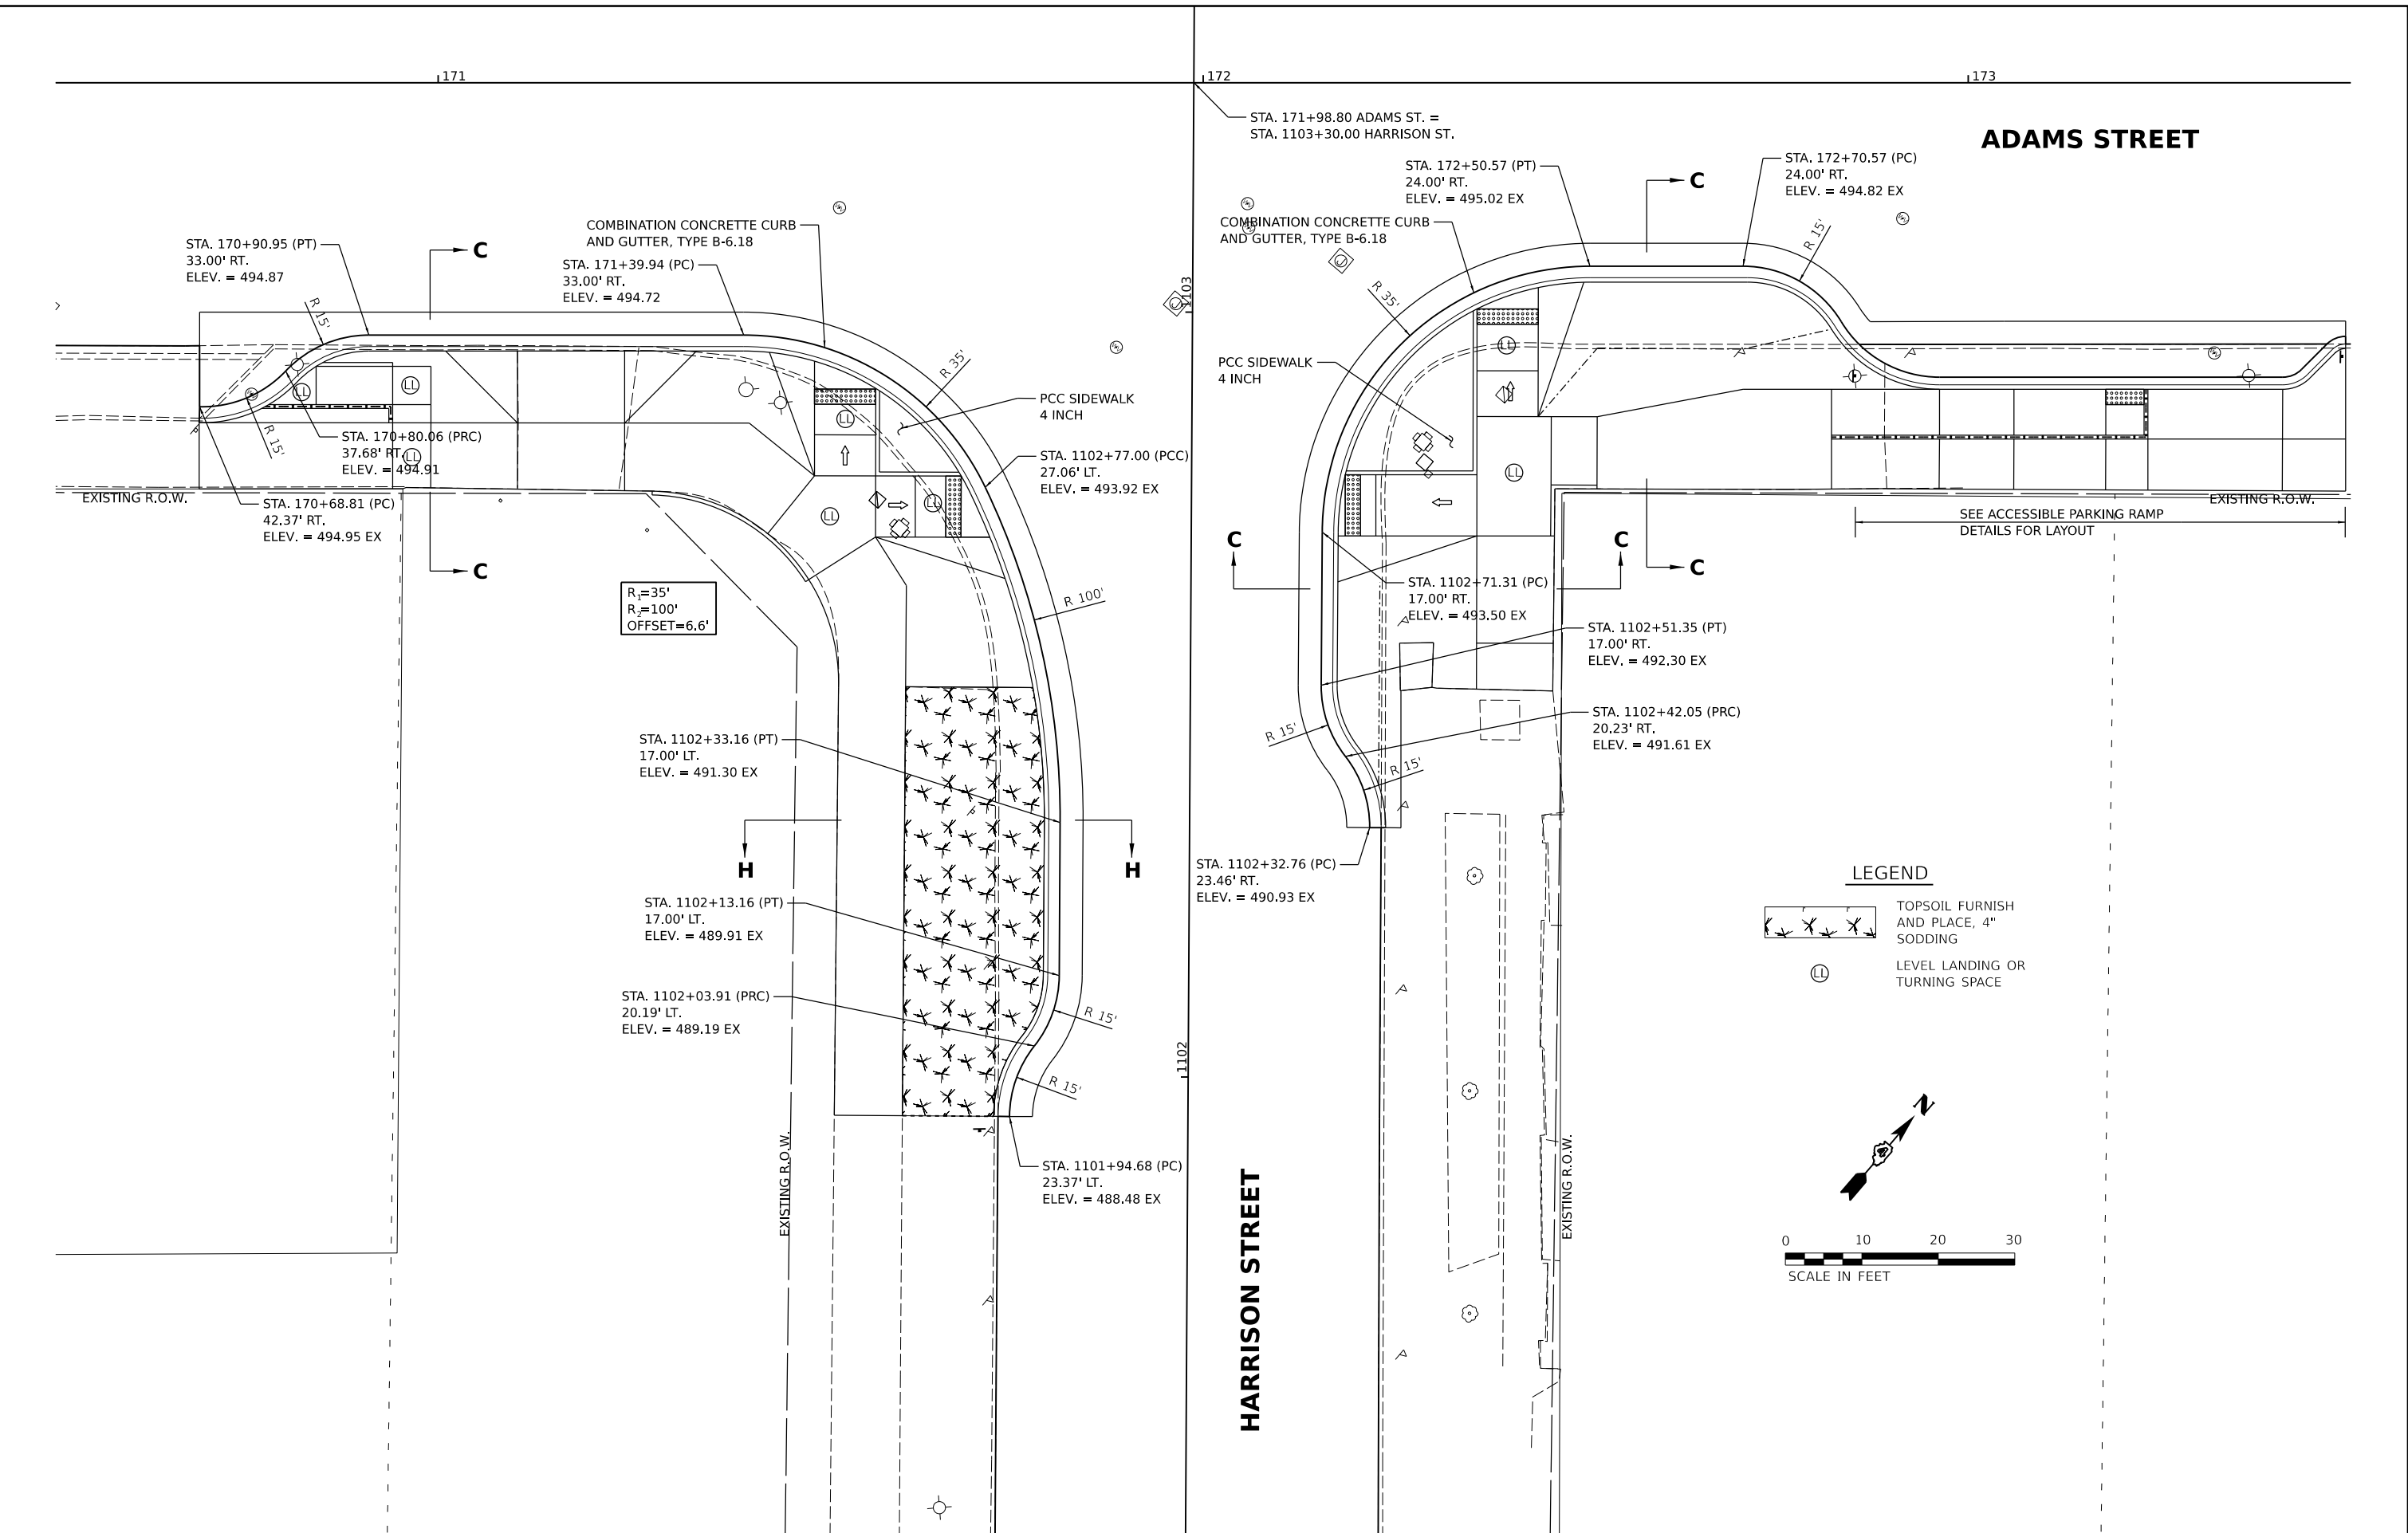 171
172
173
STA. 171+98.80 ADAMS ST. =
STA. 1103+30.00 HARRISON ST.
ADAMS STREET
STA. 172+50.57 (PT)
24.00' RT.
ELEV. = 495.02 EX
C
STA. 172+70.57 (PC)
24.00' RT.
ELEV. = 494.82 EX
COMBINATION CONCRETTE CURB
AND GUTTER, TYPE B-6.18
R 15'
STA. 170+90.95 (PT)
33.00' RT.
ELEV. = 494.87
C
COMBINATION CONCRETTE CURB
AND GUTTER, TYPE B-6.18
STA. 171+39.94 (PC)
33.00' RT.
ELEV. = 494.72
1103
R 35'
R 15'
R 35'
PCC SIDEWALK
4 INCH
PCC SIDEWALK
4 INCH
LL
LL
LL
LL
LL
LL
LL
LL
LL
R 15'
STA. 170+80.06 (PRC)
37.68' RT.
ELEV. = 494.91
STA. 1102+77.00 (PCC)
27.06' LT.
ELEV. = 493.92 EX
EXISTING R.O.W.
STA. 170+68.81 (PC)
42.37' RT.
ELEV. = 494.95 EX
EXISTING R.O.W.
SEE ACCESSIBLE PARKING RAMP
DETAILS FOR LAYOUT
C
C
C
C
R1=35'
R2=100'
OFFSET=6.6'
R 100'
STA. 1102+71.31 (PC)
17.00' RT.
ELEV. = 493.50 EX
STA. 1102+51.35 (PT)
17.00' RT.
ELEV. = 492.30 EX
STA. 1102+33.16 (PT)
17.00' LT.
ELEV. = 491.30 EX
R 15'
STA. 1102+42.05 (PRC)
20.23' RT.
ELEV. = 491.61 EX
R 15'
H
H
STA. 1102+32.76 (PC)
23.46' RT.
ELEV. = 490.93 EX
STA. 1102+13.16 (PT)
17.00' LT.
ELEV. = 489.91 EX
LEGEND
TOPSOIL FURNISH
AND PLACE, 4"
SODDING
LL
LEVEL LANDING OR
TURNING SPACE
STA. 1102+03.91 (PRC)
20.19' LT.
ELEV. = 489.19 EX
R 15'
1102
R 15'
STA. 1101+94.68 (PC)
23.37' LT.
ELEV. = 488.48 EX
EXISTING R.O.W.
HARRISON STREET
EXISTING R.O.W.
N
0 10 20 30
SCALE IN FEET